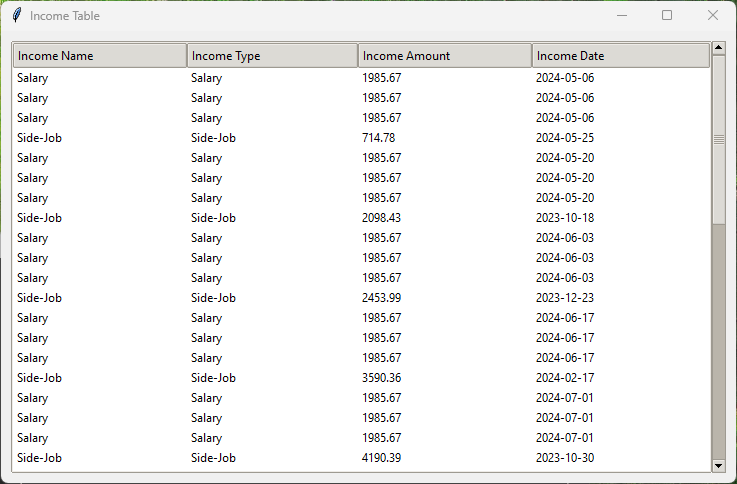 Income Table
Income Name Income Type Income Amount Income Date
Salary Salary 1985.67 2024-05-06
Salary Salary 1985.67 2024-05-06
Salary Salary 1985.67 2024-05-06
Side-Job Side-Job 714.78 2024-05-25
Salary Salary 1985.67 2024-05-20
Salary Salary 1985.67 2024-05-20
Salary Salary 1985.67 2024-05-20
Side-Job Side-Job 2098.43 2023-10-18
Salary Salary 1985.67 2024-06-03
Salary Salary 1985.67 2024-06-03
Salary Salary 1985.67 2024-06-03
Side-Job Side-Job 2453.99 2023-12-23
Salary Salary 1985.67 2024-06-17
Salary Salary 1985.67 2024-06-17
Salary Salary 1985.67 2024-06-17
Side-Job Side-Job 3590.36 2024-02-17
Salary Salary 1985.67 2024-07-01
Salary Salary 1985.67 2024-07-01
Salary Salary 1985.67 2024-07-01
Side-Job Side-Job 4190.39 2023-10-30